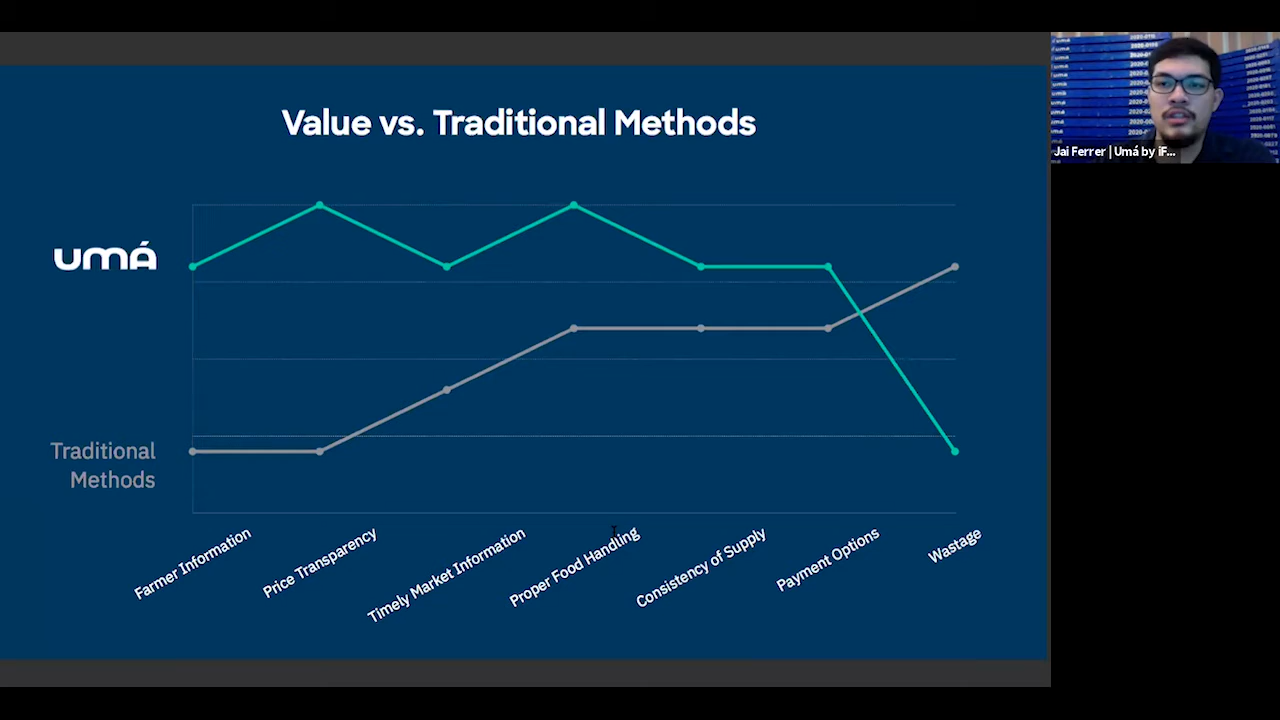 Value vs. Traditional Methods
umá
Traditional
Methods
Farmer Information
Price Transparency
Timely Market Information
Proper Food Handling
Consistency of Supply
Payment Options
Wastage
Jai Ferrer | Umá by iF...